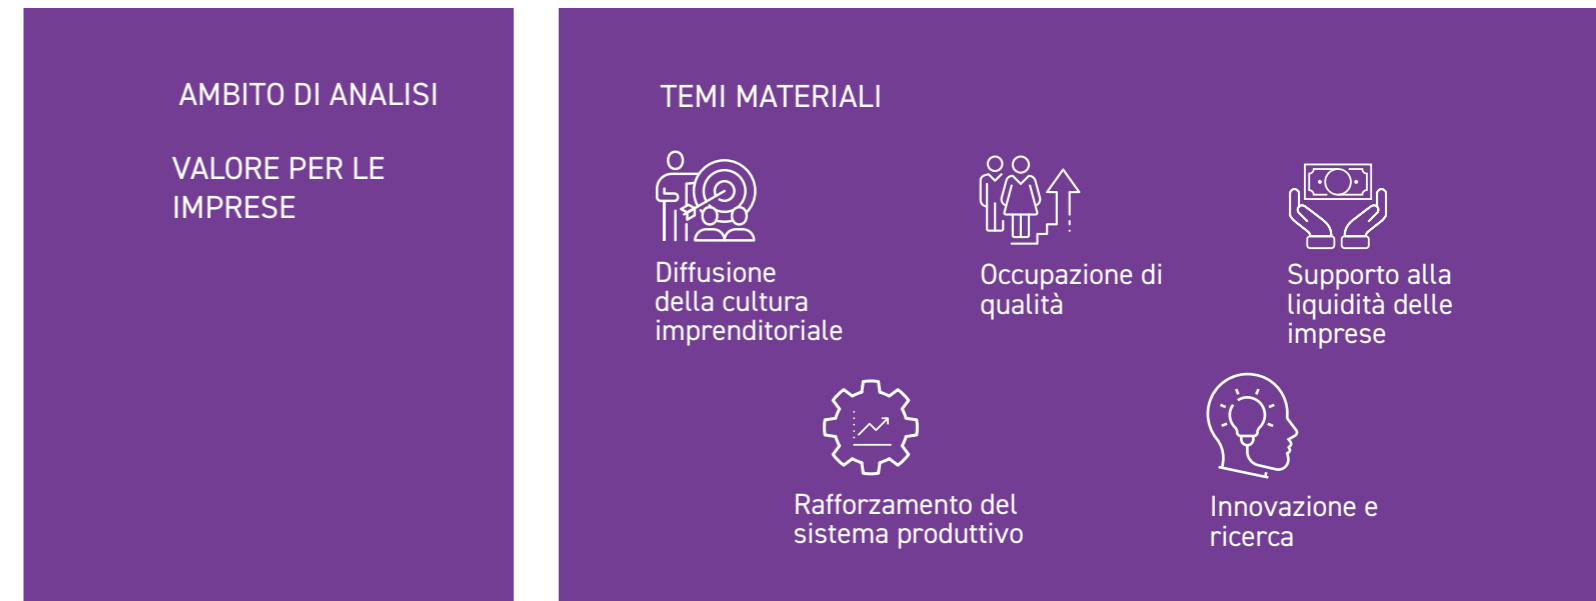 AMBITO DI ANALISI
VALORE PER LE
IMPRESE
TEMI MATERIALI
Diffusione
della cultura
imprenditoriale
Occupazione di
qualità
Supporto alla
liquidità delle
imprese
Rafforzamento del
sistema produttivo
Innovazione e
ricerca